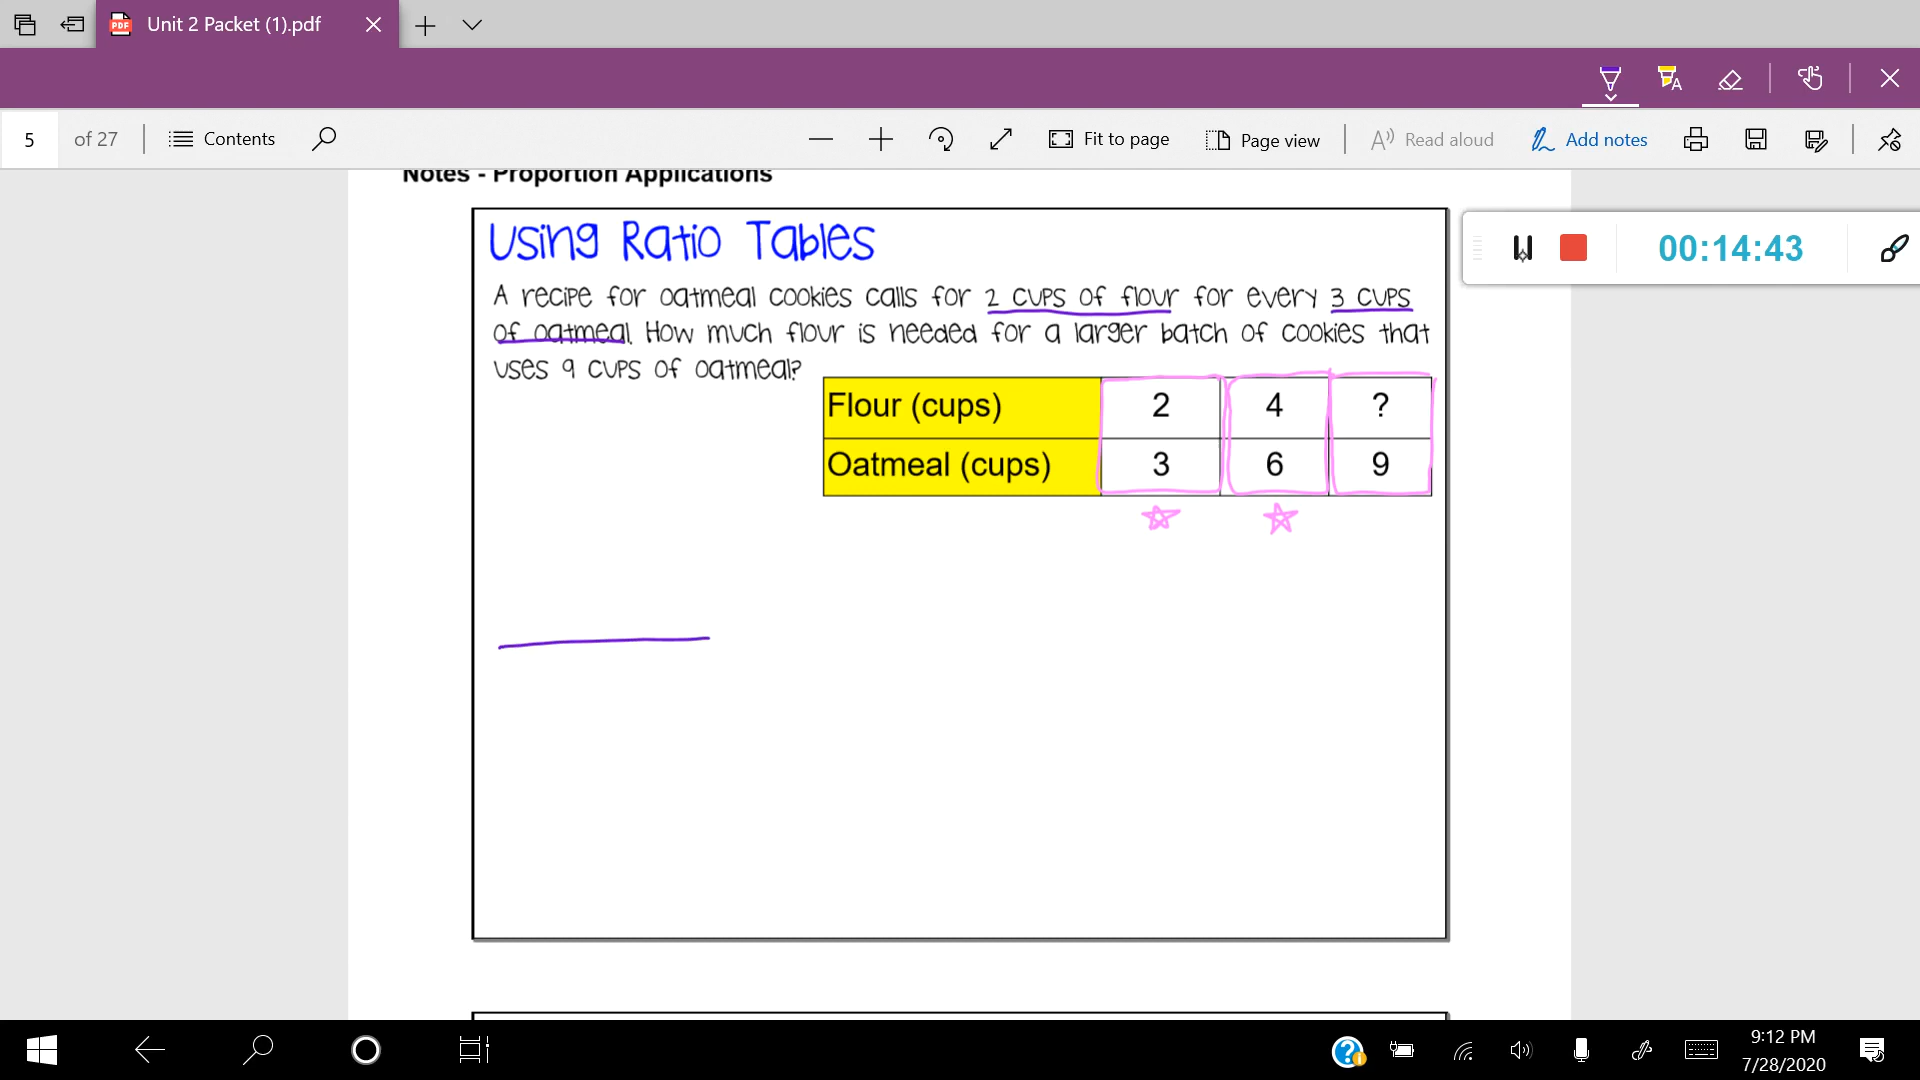 Unit 2 Packet (1).pdf
5 of 27 Contents Fit to page Page view Read aloud Add notes
Notes - Proportion Applications
Using Ratio Tables
00:14:43
A recipe for oatmeal cookies calls for 2 cups of flour for every 3 cups
of oatmeal. How much flour is needed for a larger batch of cookies that
uses 9 cups of oatmeal?
Flour (cups) 2 4 ?
Oatmeal (cups) 3 6 9
9:12 PM
7/28/2020